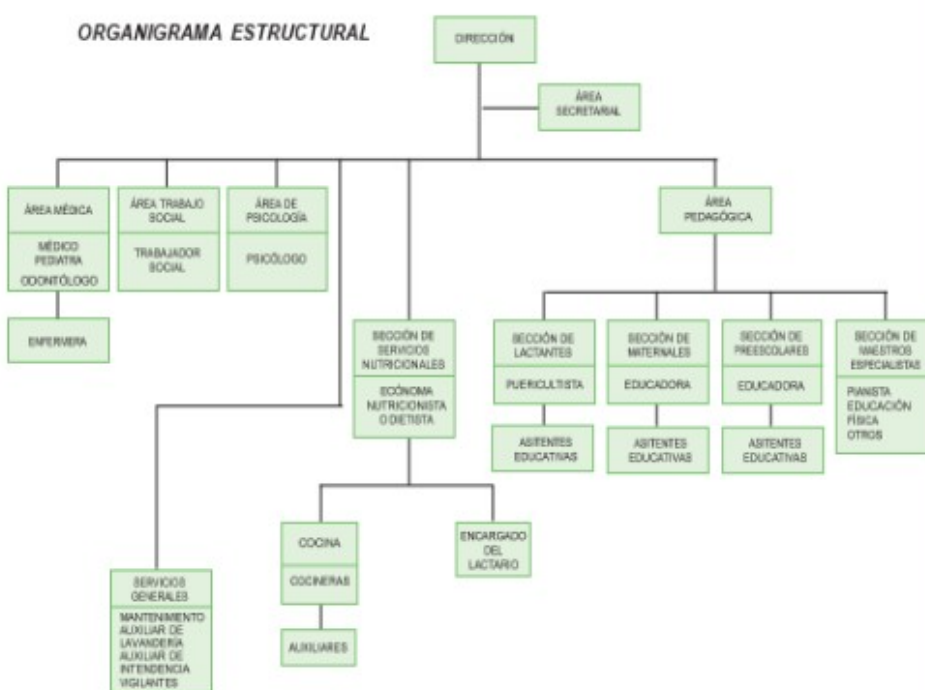 ORGANIGRAMA ESTRUCTURAL
DIRECCIÓN
ÁREA
SECRETARIAL
ÁREA MÉDICA
MÉDICO
PEDIATRA
ODONTÓLOGO
ENFERMERA
ÁREA TRABAJO
SOCIAL
TRABAJADOR
SOCIAL
ÁREA DE
PSICOLOGÍA
PSICÓLOGO
ÁREA
PEDAGÓGICA
SECCIÓN DE
SERVICIOS
NUTRICIONALES
ECÓNOMA
NUTRICIONISTA
O DIETISTA
SECCIÓN DE
LACTANTES
PUERICULTISTA
ASITENTES
EDUCATIVAS
SECCIÓN DE
MATERNALES
EDUCADORA
ASITENTES
EDUCATIVAS
SECCIÓN DE
PREESCOLARES
EDUCADORA
ASITENTES
EDUCATIVAS
SECCIÓN DE
MAESTROS
ESPECIALISTAS
PIANISTA
EDUCACIÓN
FÍSICA
OTROS
COCINA
COCINERAS
AUXILIARES
ENCARGADO
DEL
LACTARIO
SERVICIOS
GENERALES
MANTENIMIENTO
AUXILIAR DE
LAVANDERÍA
AUXILIAR DE
INTENDENCIA
VIGILANTES